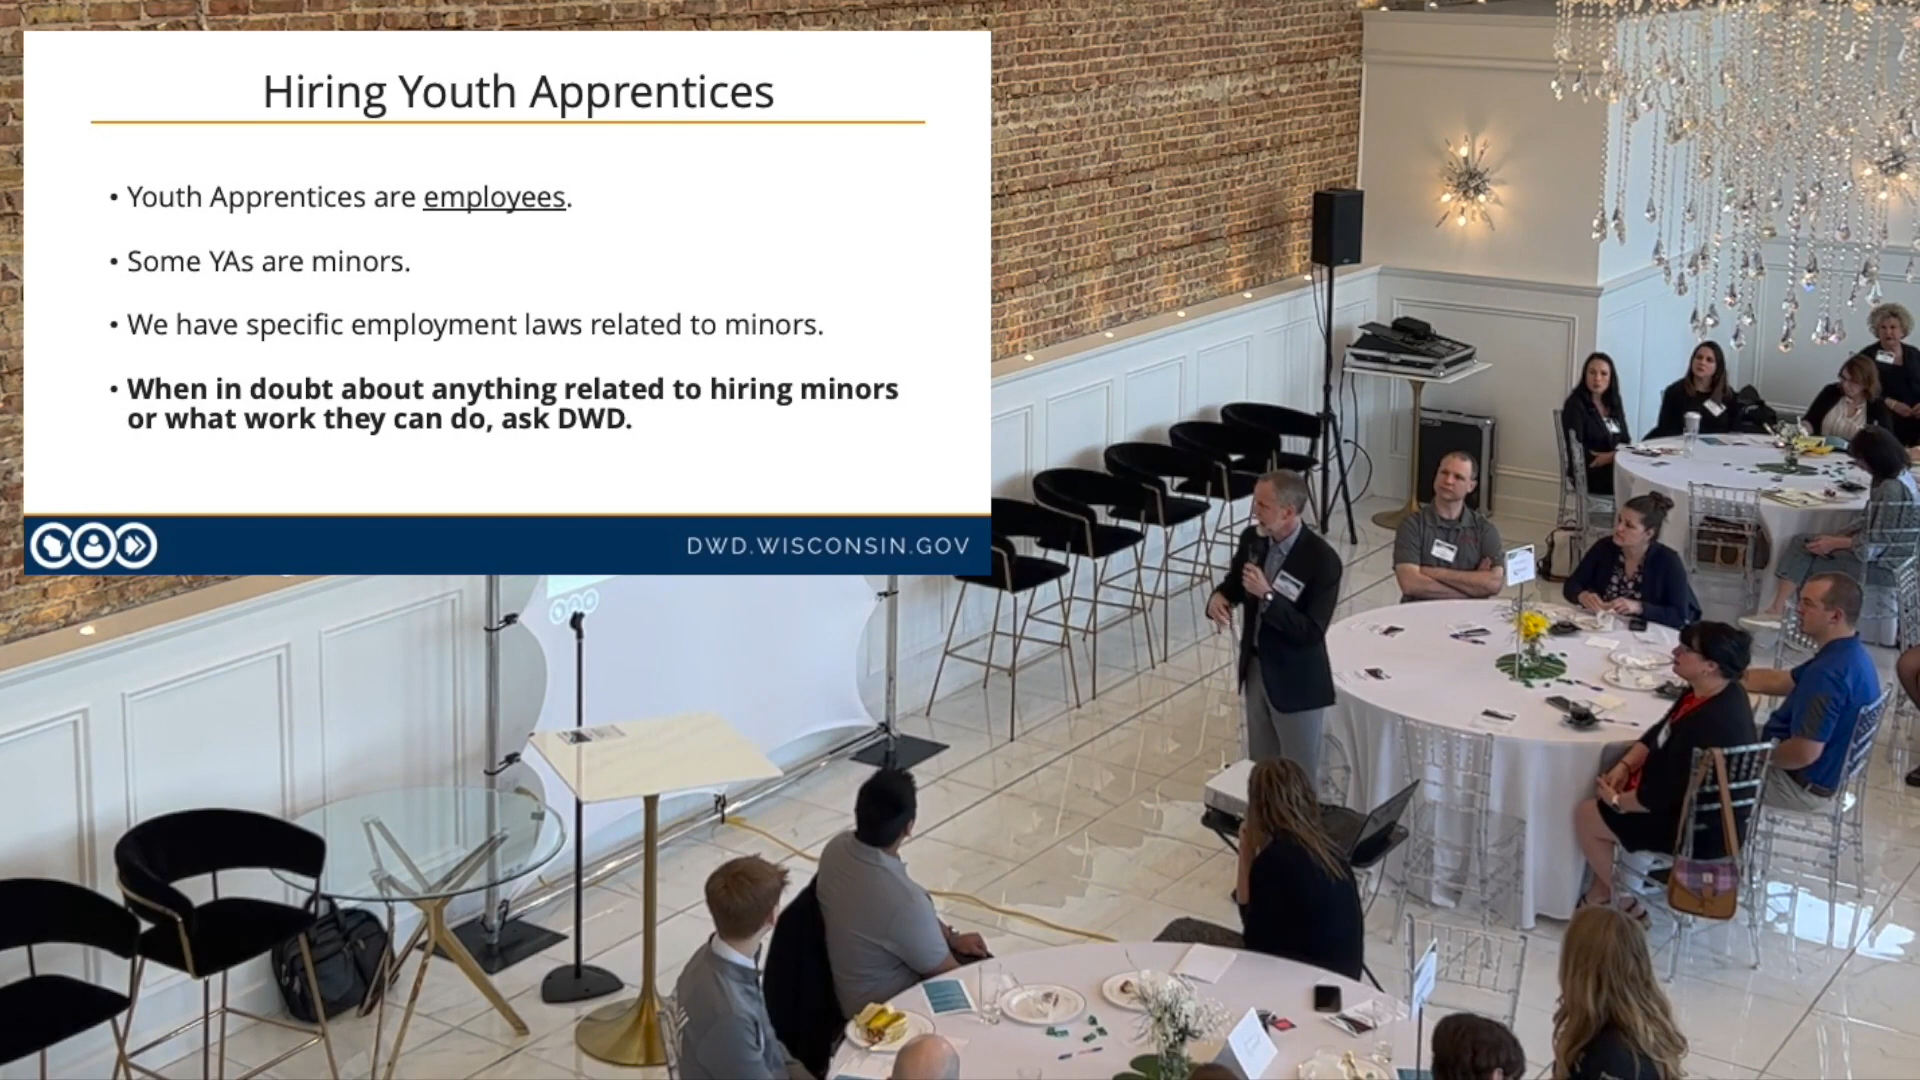 Hiring Youth Apprentices
• Youth Apprentices are employees.
• Some YAs are minors.
• We have specific employment laws related to minors.
• When in doubt about anything related to hiring minors
or what work they can do, ask DWD.
DWD.WISCONSIN.GOV